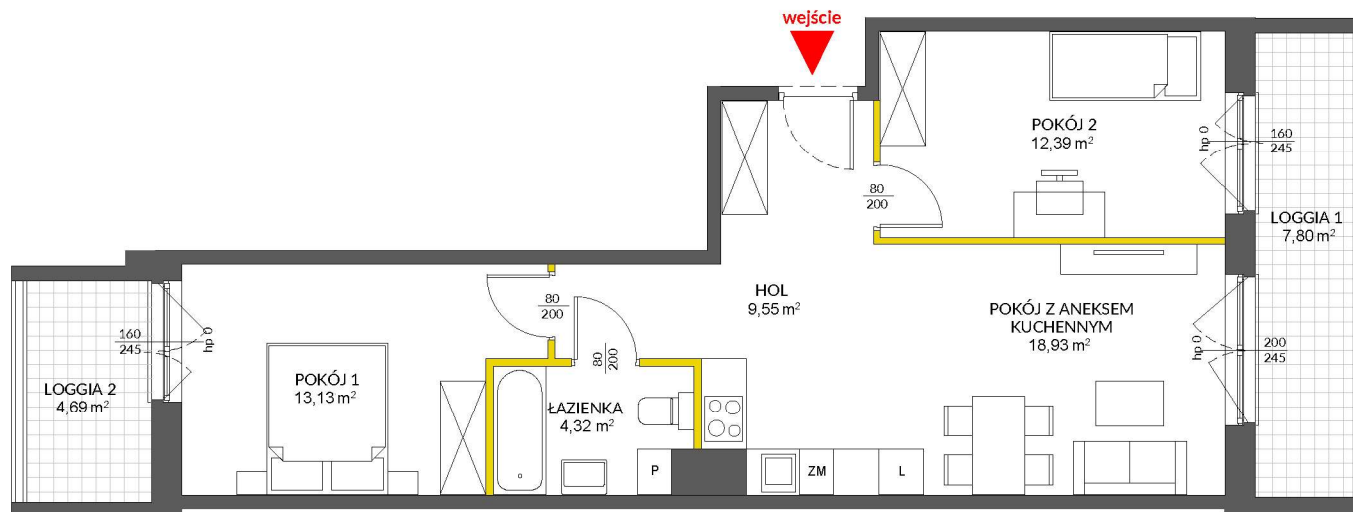 wejście
POKÓJ 2
12,39 m²
hp 0
160
245
80
200
LOGGIA 1
7,80 m²
HOL
9,55 m²
POKÓJ Z ANEKSEM
KUCHENNYM
18,93 m²
hp 0
200
245
80
200
80
200
160
245
hp 0
POKÓJ 1
13,13 m²
LOGGIA 2
4,69 m²
ŁAZIENKA
4,32 m²
P
ZM
L